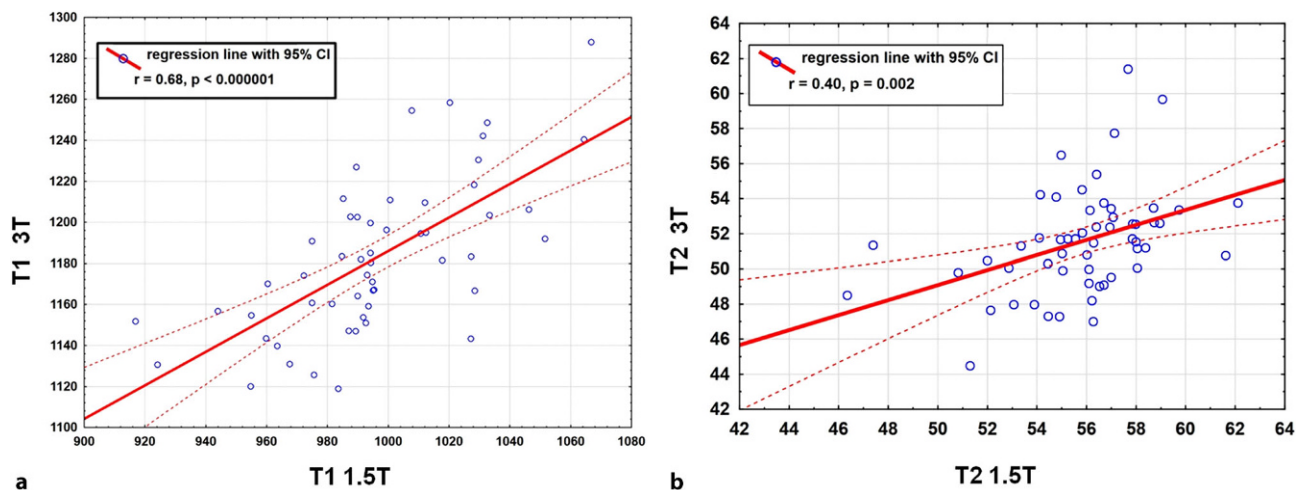 1300
1280
1260
1240
1220
1200
1180
1160
1140
1120
1100
T1 3T
regression line with 95% CI
r = 0.68, p < 0.000001
900 920 940 960 980 1000 1020 1040 1060 1080
T1 1.5T
a
64
62
60
58
56
54
52
50
48
46
44
42
T2 3T
regression line with 95% CI
r = 0.40, p = 0.002
42 44 46 48 50 52 54 56 58 60 62 64
T2 1.5T
b